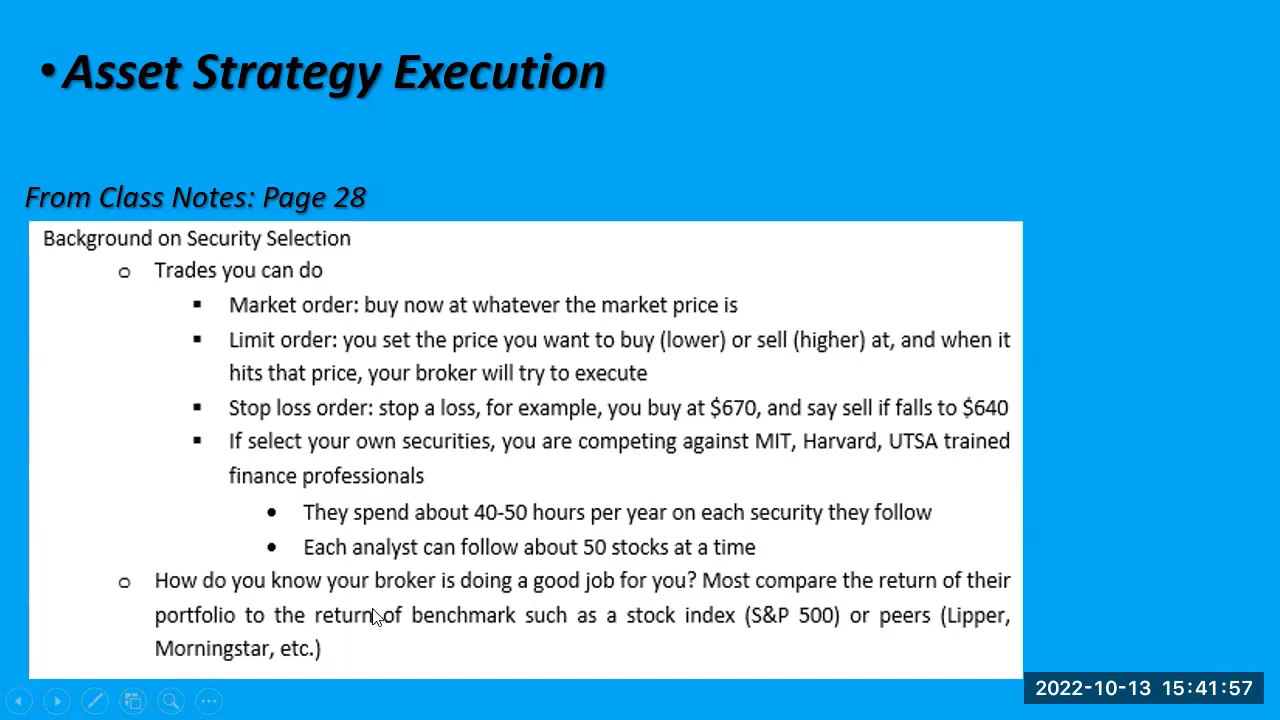 • Asset Strategy Execution
From Class Notes: Page 28
Background on Security Selection
o Trades you can do
▪ Market order: buy now at whatever the market price is
▪ Limit order: you set the price you want to buy (lower) or sell (higher) at, and when it
hits that price, your broker will try to execute
▪ Stop loss order: stop a loss, for example, you buy at $670, and say sell if falls to $640
▪ If select your own securities, you are competing against MIT, Harvard, UTSA trained
finance professionals
• They spend about 40-50 hours per year on each security they follow
• Each analyst can follow about 50 stocks at a time
o How do you know your broker is doing a good job for you? Most compare the return of their
portfolio to the return of benchmark such as a stock index (S&P 500) or peers (Lipper,
Morningstar, etc.)
2022-10-13 15:41:57